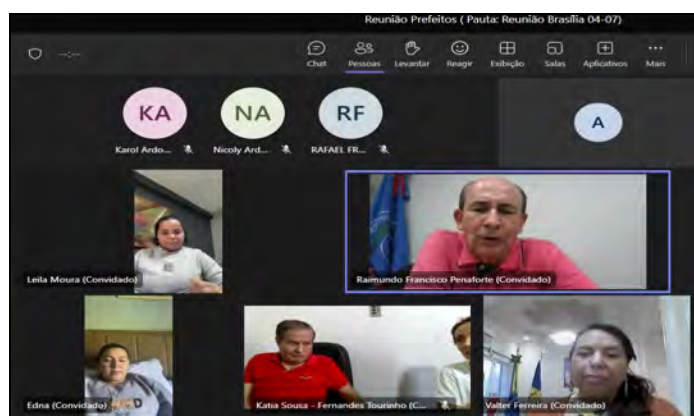 Reunião Prefeitos ( Pauta: Reunião Brasília 04-07)
--:--
Chat Pessoas Levantar Reagir Exibição Salas Aplicativos Mais
KA NA RF A
Karol Ardo... Nicoly Ard... RAFAEL FR...
Leila Moura (Convidado) Raimundo Francisco Penaforte (Convidado)
Edna (Convidado) Katia Sousa - Fernandes Tourinho (C... Valter Ferreira (Convidado)